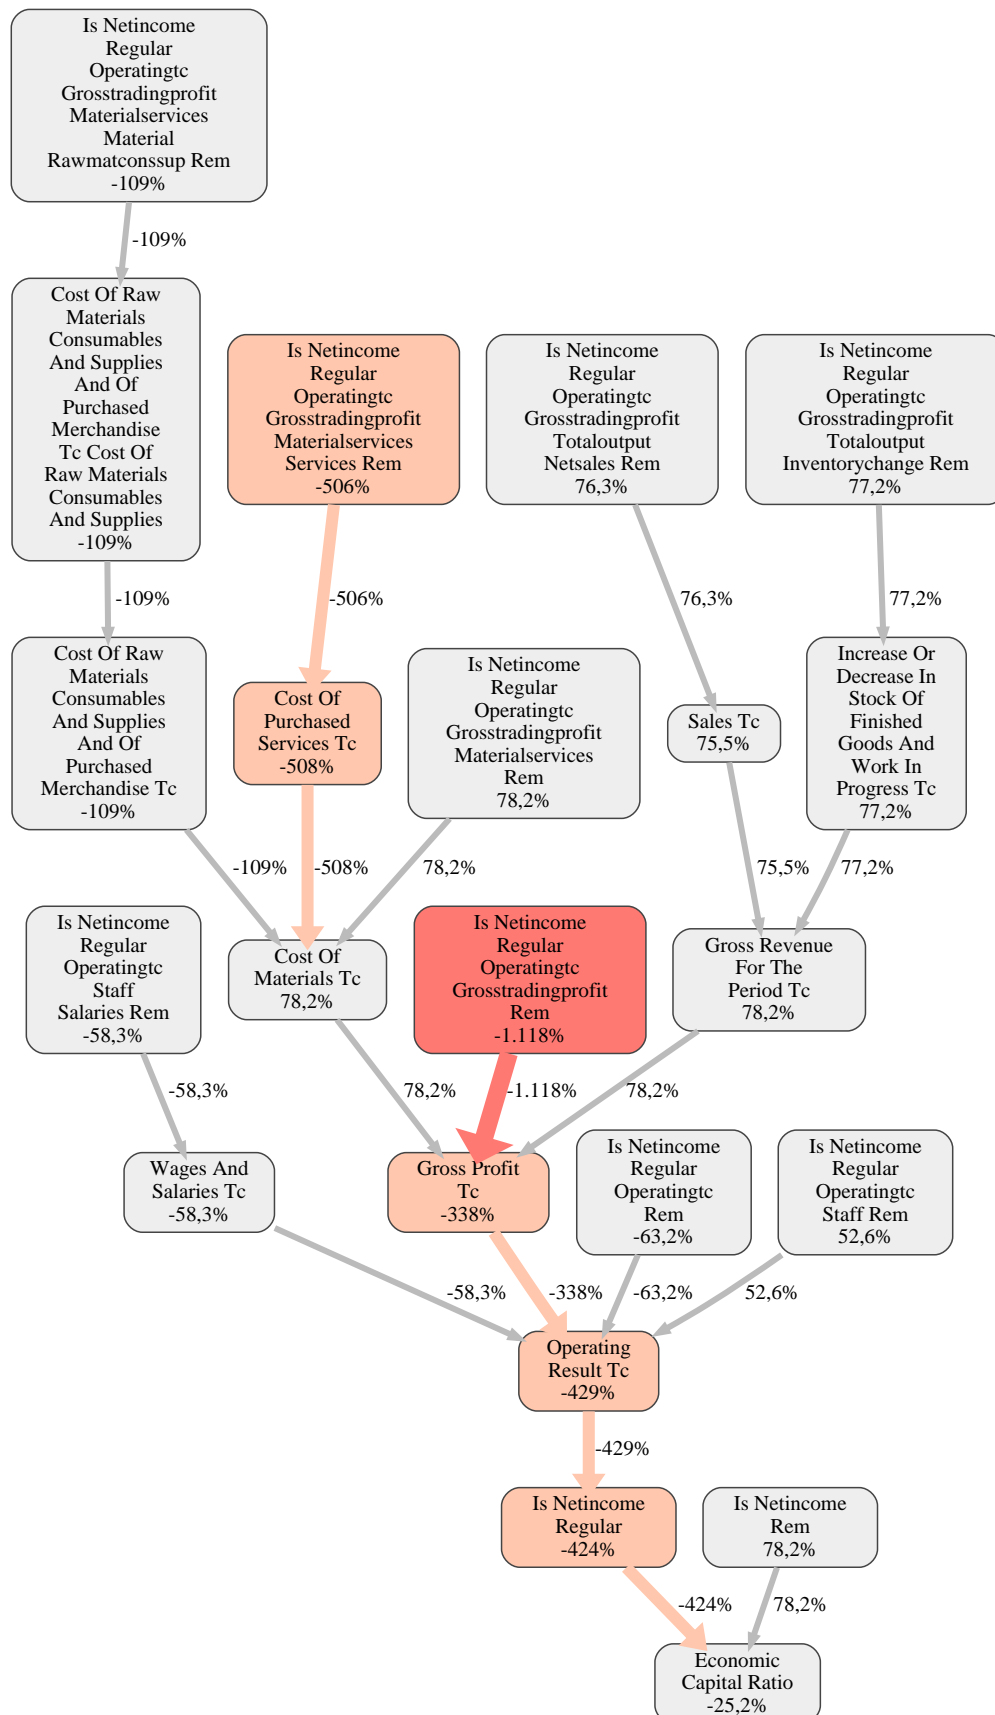 Is Netincome
Regular
Operatingtc
Grosstradingprofit
Materialservices
Material
Rawmatconssup Rem
-109%
-109%
Cost Of Raw
Materials
Consumables
And Supplies
And Of
Purchased
Merchandise
Tc Cost Of
Raw Materials
Consumables
And Supplies
-109%
Is Netincome
Regular
Operatingtc
Grosstradingprofit
Materialservices
Services Rem
-506%
Is Netincome
Regular
Operatingtc
Grosstradingprofit
Totaloutput
Netsales Rem
76,3%
Is Netincome
Regular
Operatingtc
Grosstradingprofit
Totaloutput
Inventorychange Rem
77,2%
-109%
-506%
76,3%
77,2%
Cost Of Raw
Materials
Consumables
And Supplies
And Of
Purchased
Merchandise Tc
-109%
Cost Of
Purchased
Services Tc
-508%
Is Netincome
Regular
Operatingtc
Grosstradingprofit
Materialservices
Rem
78,2%
Sales Tc
75,5%
Increase Or
Decrease In
Stock Of
Finished
Goods And
Work In
Progress Tc
77,2%
-109%
-508%
78,2%
75,5%
77,2%
Is Netincome
Regular
Operatingtc
Staff
Salaries Rem
-58,3%
Cost Of
Materials Tc
78,2%
Is Netincome
Regular
Operatingtc
Grosstradingprofit
Rem
-1.118%
Gross Revenue
For The
Period Tc
78,2%
-58,3%
78,2%
-1.118%
78,2%
Wages And
Salaries Tc
-58,3%
Gross Profit
Tc
-338%
Is Netincome
Regular
Operatingtc
Rem
-63,2%
Is Netincome
Regular
Operatingtc
Staff Rem
52,6%
-58,3%
-338%
-63,2%
52,6%
Operating
Result Tc
-429%
-429%
Is Netincome
Regular
-424%
Is Netincome
Rem
78,2%
-424%
78,2%
Economic
Capital Ratio
-25,2%